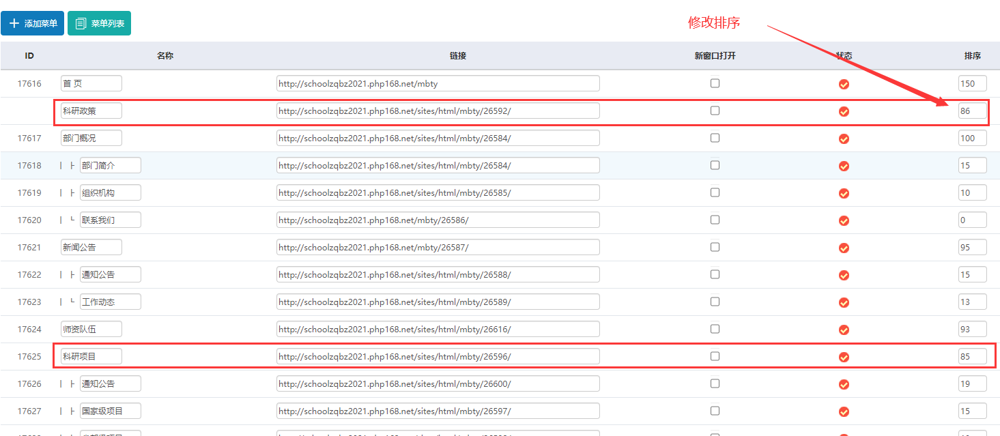 修改排序
添加菜单 菜单列表
ID 名称 链接 新窗口打开 状态 排序
17616 首 页 http://schoolzqbz2021.php168.net/mbty 150
科研政策 http://schoolzqbz2021.php168.net/sites/html/mbty/26592/ 86
17617 部门概况 http://schoolzqbz2021.php168.net/sites/html/mbty/26584/ 100
17618 部门简介 http://schoolzqbz2021.php168.net/sites/html/mbty/26584/ 15
17619 组织机构 http://schoolzqbz2021.php168.net/sites/html/mbty/26585/ 10
17620 联系我们 http://schoolzqbz2021.php168.net/mbty/26586/ 0
17621 新闻公告 http://schoolzqbz2021.php168.net/mbty/26587/ 95
17622 通知公告 http://schoolzqbz2021.php168.net/sites/html/mbty/26588/ 15
17623 工作动态 http://schoolzqbz2021.php168.net/sites/html/mbty/26589/ 13
17624 师资队伍 http://schoolzqbz2021.php168.net/sites/html/mbty/26616/ 93
17625 科研项目 http://schoolzqbz2021.php168.net/sites/html/mbty/26596/ 85
17626 通知公告 http://schoolzqbz2021.php168.net/sites/html/mbty/26600/ 19
17627 国家级项目 http://schoolzqbz2021.php168.net/sites/html/mbty/26597/ 15